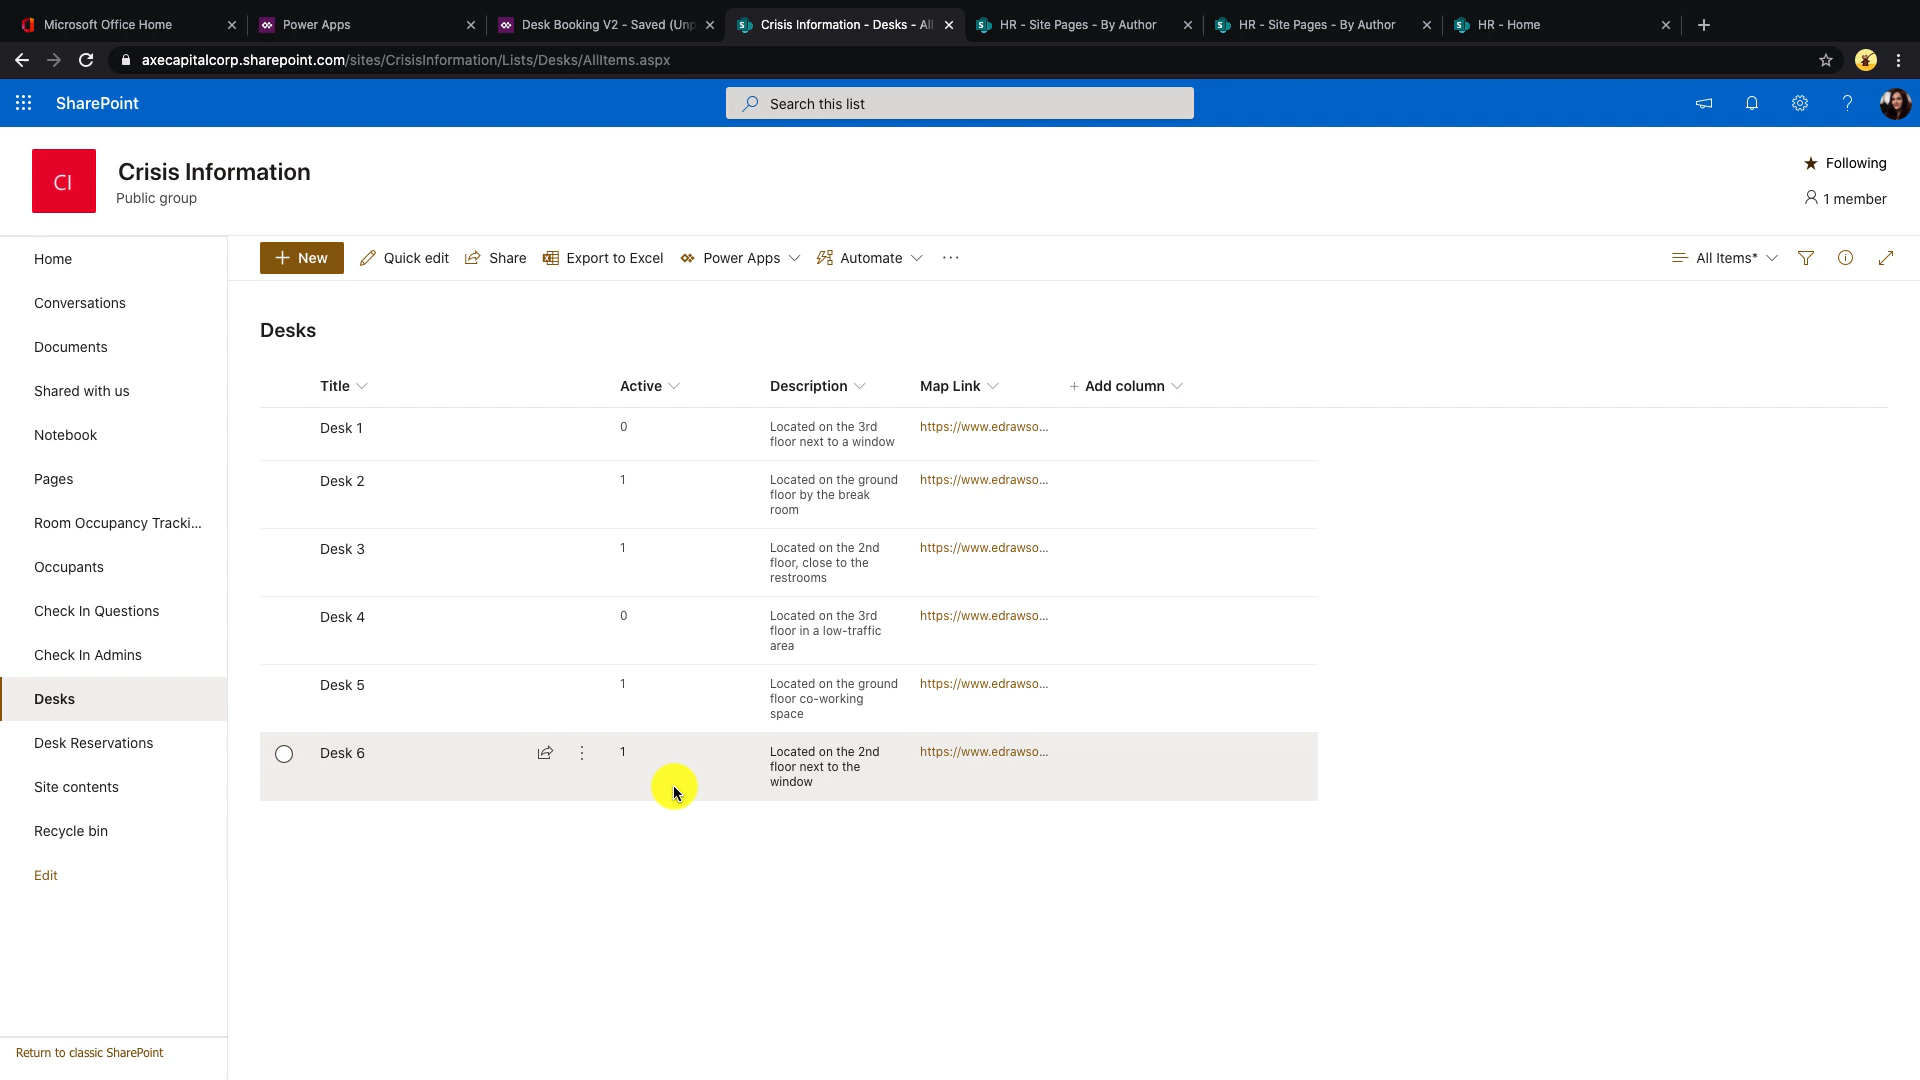 Microsoft Office Home
Power Apps
Desk Booking V2 - Saved (Unp
Crisis Information - Desks - All
HR - Site Pages - By Author
HR - Site Pages - By Author
HR - Home
axecapitalcorp.sharepoint.com/sites/CrisisInformation/Lists/Desks/AllItems.aspx
SharePoint
Search this list
CI
Crisis Information
Public group
Following
1 member
Home
Conversations
Documents
Shared with us
Notebook
Pages
Room Occupancy Tracki...
Occupants
Check In Questions
Check In Admins
Desks
Desk Reservations
Site contents
Recycle bin
Edit
Return to classic SharePoint
+ New
Quick edit
Share
Export to Excel
Power Apps
Automate
...
All Items*
Desks
Title
Active
Description
Map Link
+ Add column
Desk 1
0
Located on the 3rd
floor next to a window
https://www.edrawso...
Desk 2
1
Located on the ground
floor by the break
room
https://www.edrawso...
Desk 3
1
Located on the 2nd
floor, close to the
restrooms
https://www.edrawso...
Desk 4
0
Located on the 3rd
floor in a low-traffic
area
https://www.edrawso...
Desk 5
1
Located on the ground
floor co-working
space
https://www.edrawso...
Desk 6
1
Located on the 2nd
floor next to the
window
https://www.edrawso...